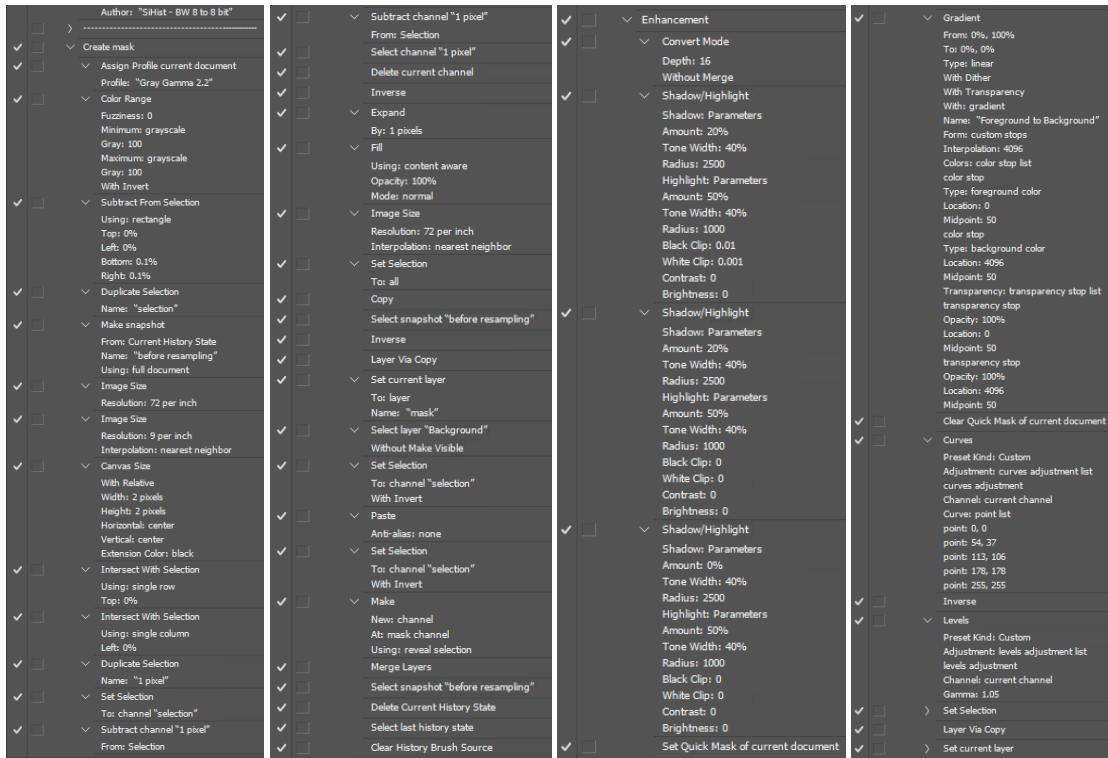 Author: "SiHist - BW 8 to 8 bit"
------------------------------------------------
Create mask
Assign Profile current document
Profile: "Gray Gamma 2.2"
Color Range
Fuzziness: 0
Minimum: grayscale
Gray: 100
Maximum: grayscale
Gray: 100
With Invert
Subtract From Selection
Using: rectangle
Top: 0%
Left: 0%
Bottom: 0.1%
Right: 0.1%
Duplicate Selection
Name: "selection"
Make snapshot
From: Current History State
Name: "before resampling"
Using: full document
Image Size
Resolution: 72 per inch
Image Size
Resolution: 9 per inch
Interpolation: nearest neighbor
Canvas Size
With Relative
Width: 2 pixels
Height: 2 pixels
Horizontal: center
Vertical: center
Extension Color: black
Intersect With Selection
Using: single row
Top: 0%
Intersect With Selection
Using: single column
Left: 0%
Duplicate Selection
Name: "1 pixel"
Set Selection
To: channel "selection"
Subtract channel "1 pixel"
From: Selection
Subtract channel "1 pixel"
From: Selection
Select channel "1 pixel"
Delete current channel
Inverse
Expand
By: 1 pixels
Fill
Using: content aware
Opacity: 100%
Mode: normal
Image Size
Resolution: 72 per inch
Interpolation: nearest neighbor
Set Selection
To: all
Copy
Select snapshot "before resampling"
Inverse
Layer Via Copy
Set current layer
To: layer
Name: "mask"
Select layer "Background"
Without Make Visible
Set Selection
To: channel "selection"
With Invert
Paste
Anti-alias: none
Set Selection
To: channel "selection"
With Invert
Make
New: channel
At: mask channel
Using: reveal selection
Merge Layers
Select snapshot "before resampling"
Delete Current History State
Select last history state
Clear History Brush Source
Enhancement
Convert Mode
Depth: 16
Without Merge
Shadow/Highlight
Shadow: Parameters
Amount: 20%
Tone Width: 40%
Radius: 2500
Highlight: Parameters
Amount: 50%
Tone Width: 40%
Radius: 1000
Black Clip: 0.01
White Clip: 0.001
Contrast: 0
Brightness: 0
Shadow/Highlight
Shadow: Parameters
Amount: 20%
Tone Width: 40%
Radius: 2500
Highlight: Parameters
Amount: 50%
Tone Width: 40%
Radius: 1000
Black Clip: 0
White Clip: 0
Contrast: 0
Brightness: 0
Shadow/Highlight
Shadow: Parameters
Amount: 0%
Tone Width: 40%
Radius: 2500
Highlight: Parameters
Amount: 50%
Tone Width: 40%
Radius: 1000
Black Clip: 0
White Clip: 0
Contrast: 0
Brightness: 0
Set Quick Mask of current document
Gradient
From: 0%, 100%
To: 0%, 0%
Type: linear
With Dither
With Transparency
With: gradient
Name: "Foreground to Background"
Form: custom stops
Interpolation: 4096
Colors: color stop list
color stop
Type: foreground color
Location: 0
Midpoint: 50
color stop
Type: background color
Location: 4096
Midpoint: 50
Transparency: transparency stop list
transparency stop
Opacity: 100%
Location: 0
Midpoint: 50
transparency stop
Opacity: 100%
Location: 4096
Midpoint: 50
Clear Quick Mask of current document
Curves
Preset Kind: Custom
Adjustment: curves adjustment list
curves adjustment
Channel: current channel
Curve: point list
point: 0, 0
point: 54, 37
point: 113, 106
point: 178, 178
point: 255, 255
Inverse
Levels
Preset Kind: Custom
Adjustment: levels adjustment list
levels adjustment
Channel: current channel
Gamma: 1.05
Set Selection
Layer Via Copy
Set current layer